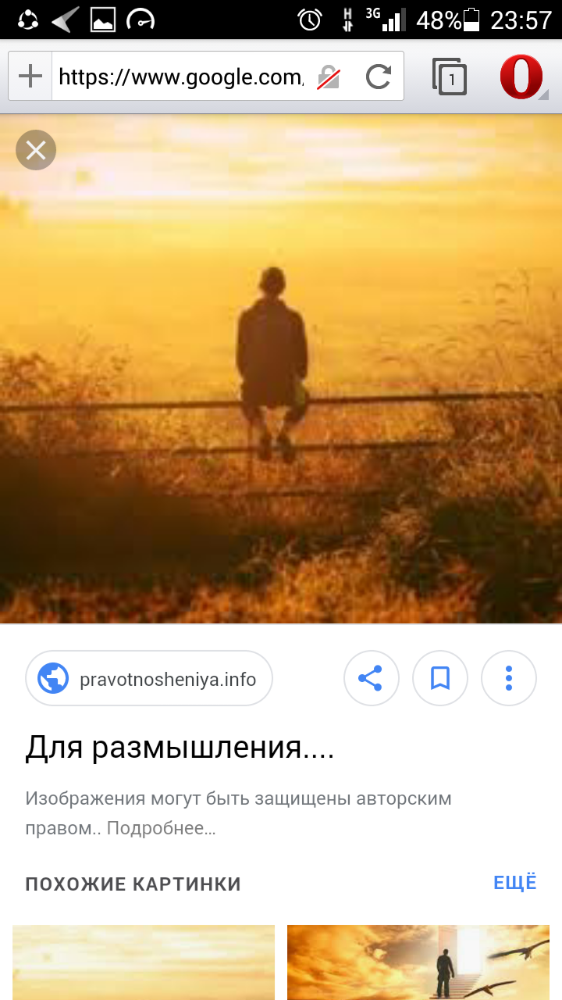 H 3G 48% 23:57
https://www.google.com, 1
pravotnosheniya.info
Для размышления....
Изображения могут быть защищены авторским
правом.. Подробнее...
ПОХОЖИЕ КАРТИНКИ
ЕЩЁ